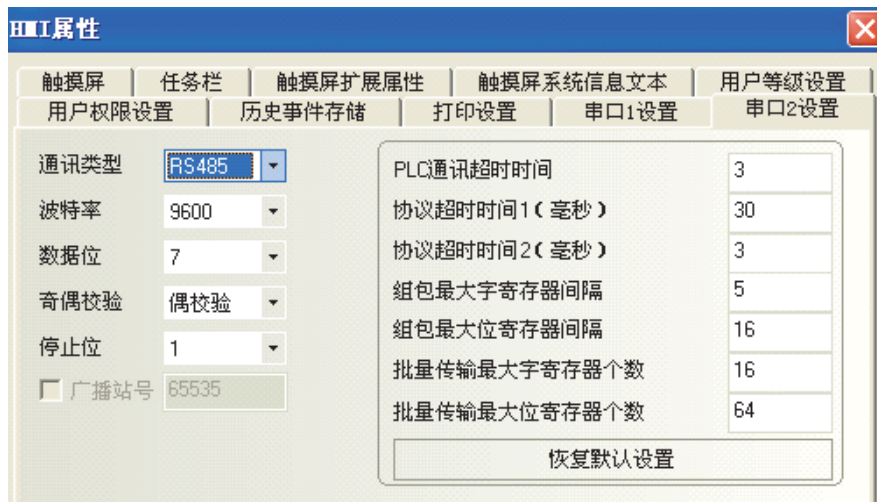 HMI属性
触摸屏 任务栏 触摸屏扩展属性 触摸屏系统信息文本 用户等级设置
用户权限设置 历史事件存储 打印设置 串口1设置 串口2设置
通讯类型 RS485
波特率 9600
数据位 7
奇偶校验 偶校验
停止位 1
广播站号 65535
PLC通讯超时时间 3
协议超时时间1(毫秒) 30
协议超时时间2(毫秒) 3
组包最大字寄存器间隔 5
组包最大位寄存器间隔 16
批量传输最大字寄存器个数 16
批量传输最大位寄存器个数 64
恢复默认设置